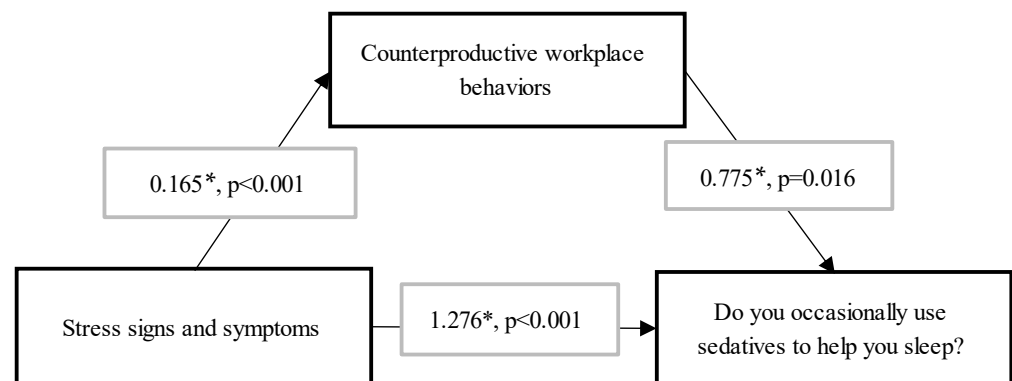 Counterproductive workplace
behaviors
0.165*, p<0.001
0.775*, p=0.016
Stress signs and symptoms
1.276*, p<0.001
Do you occasionally use
sedatives to help you sleep?